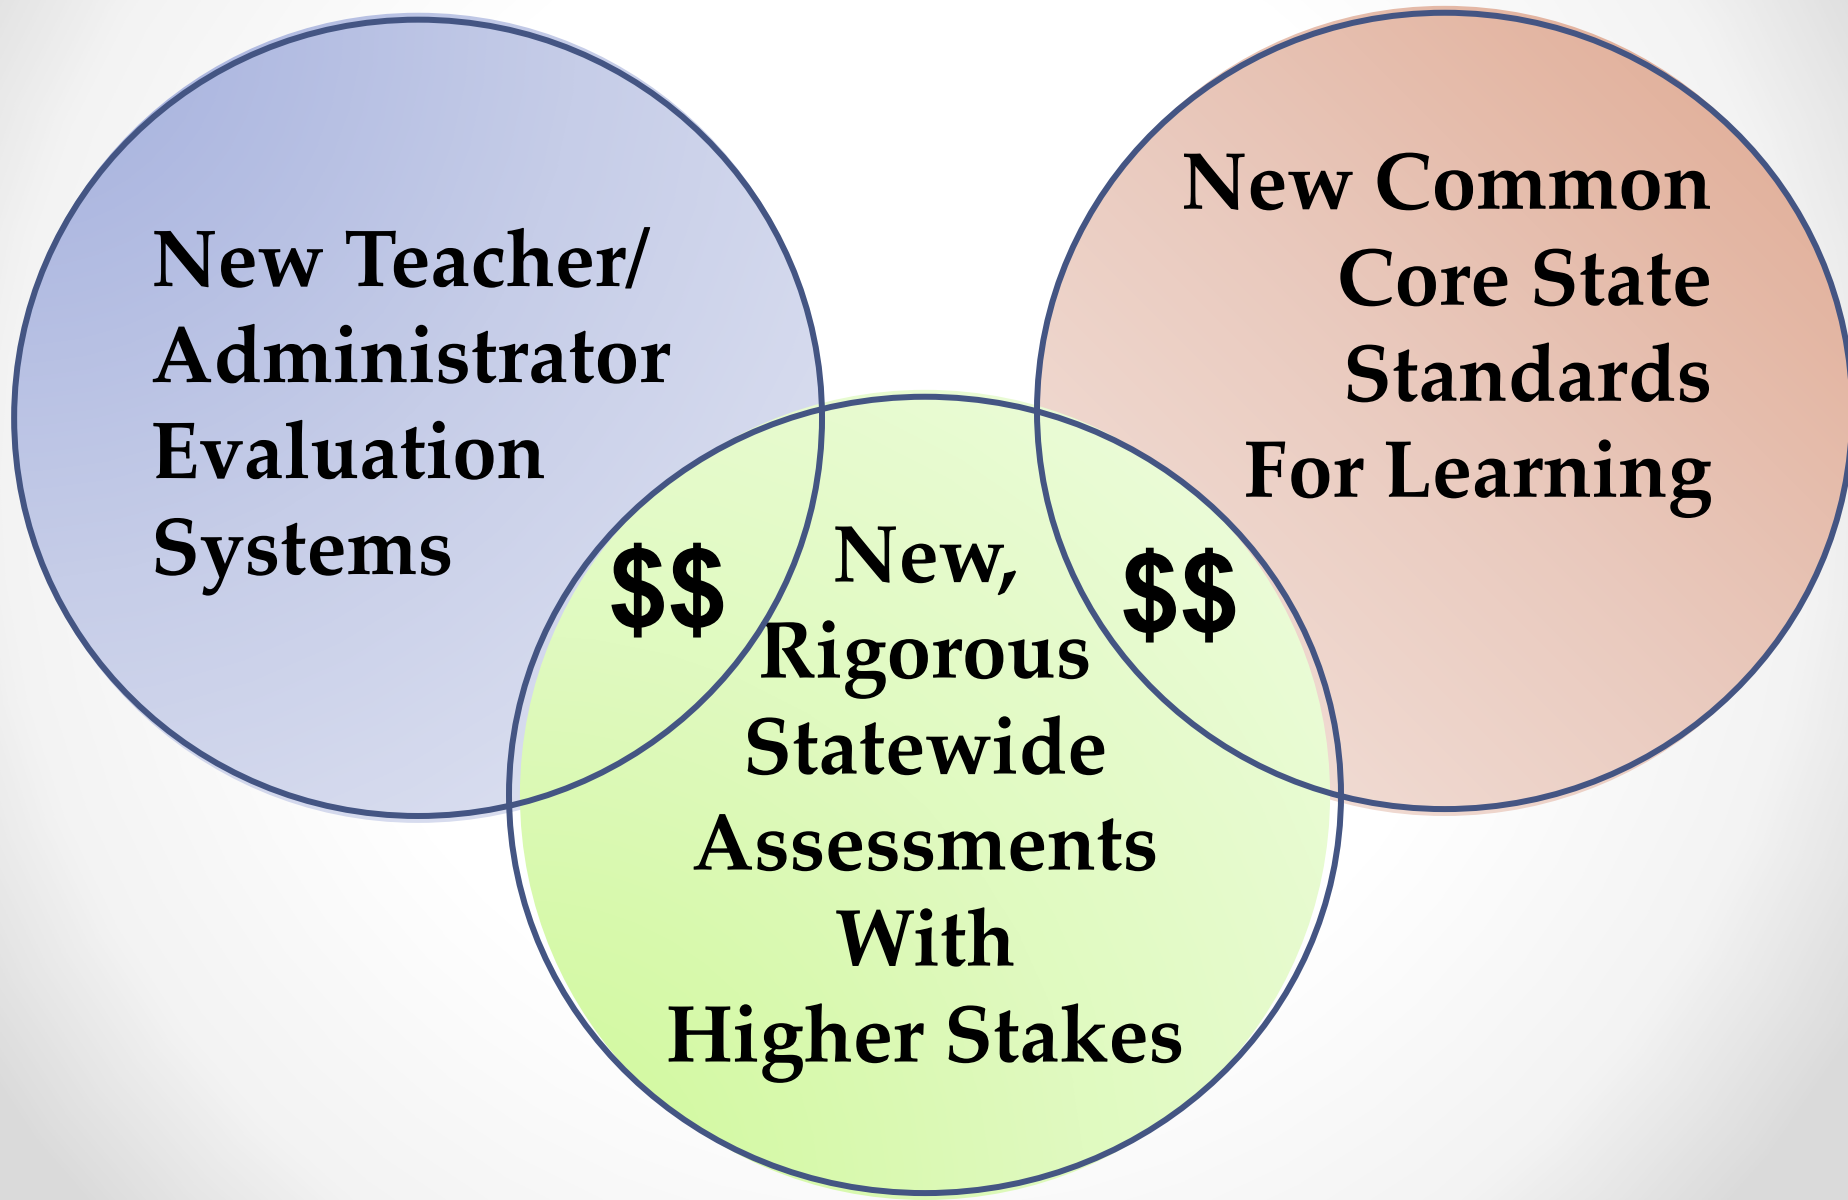 New Teacher/
Administrator
Evaluation
Systems
New Common
Core State
Standards
For Learning
$$
$$
New,
Rigorous
Statewide
Assessments
With
Higher Stakes